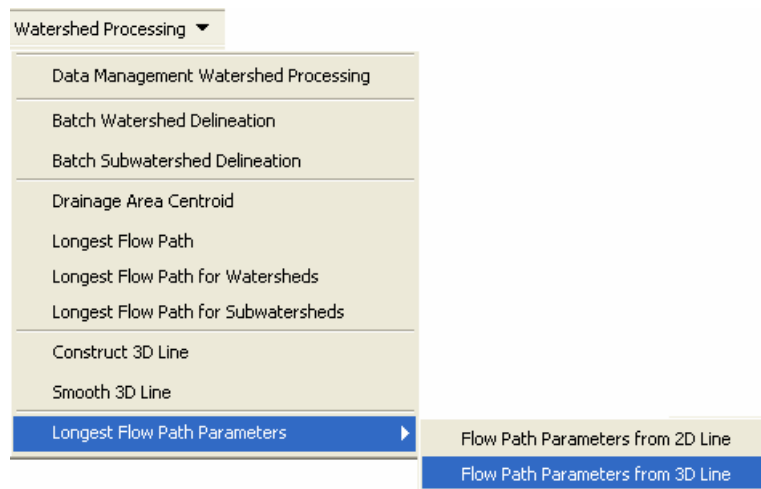 Watershed Processing
Data Management Watershed Processing
Batch Watershed Delineation
Batch Subwatershed Delineation
Drainage Area Centroid
Longest Flow Path
Longest Flow Path for Watersheds
Longest Flow Path for Subwatersheds
Construct 3D Line
Smooth 3D Line
Longest Flow Path Parameters
Flow Path Parameters from 2D Line
Flow Path Parameters from 3D Line